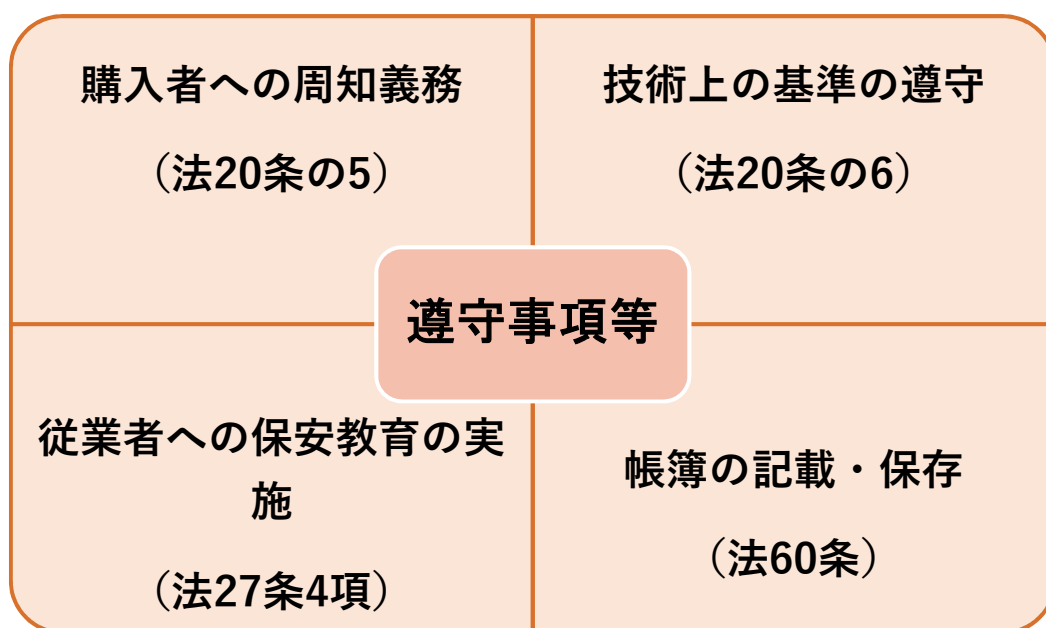 購入者への周知義務
（法20条の5）
技術上の基準の遵守
（法20条の6）
遵守事項等
従業者への保安教育の実
施
（法27条4項）
帳簿の記載・保存
（法60条）